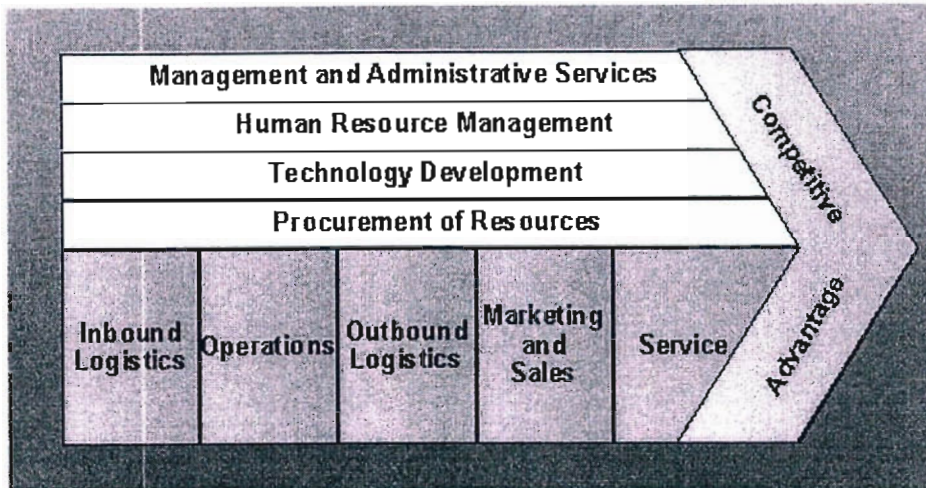 Management and Administrative Services
Human Resource Management
Technology Development
Procurement of Resources
Inbound
Logistics
Operations
Outbound
Logistics
Marketing
and
Sales
Service
Competitive
Advantage